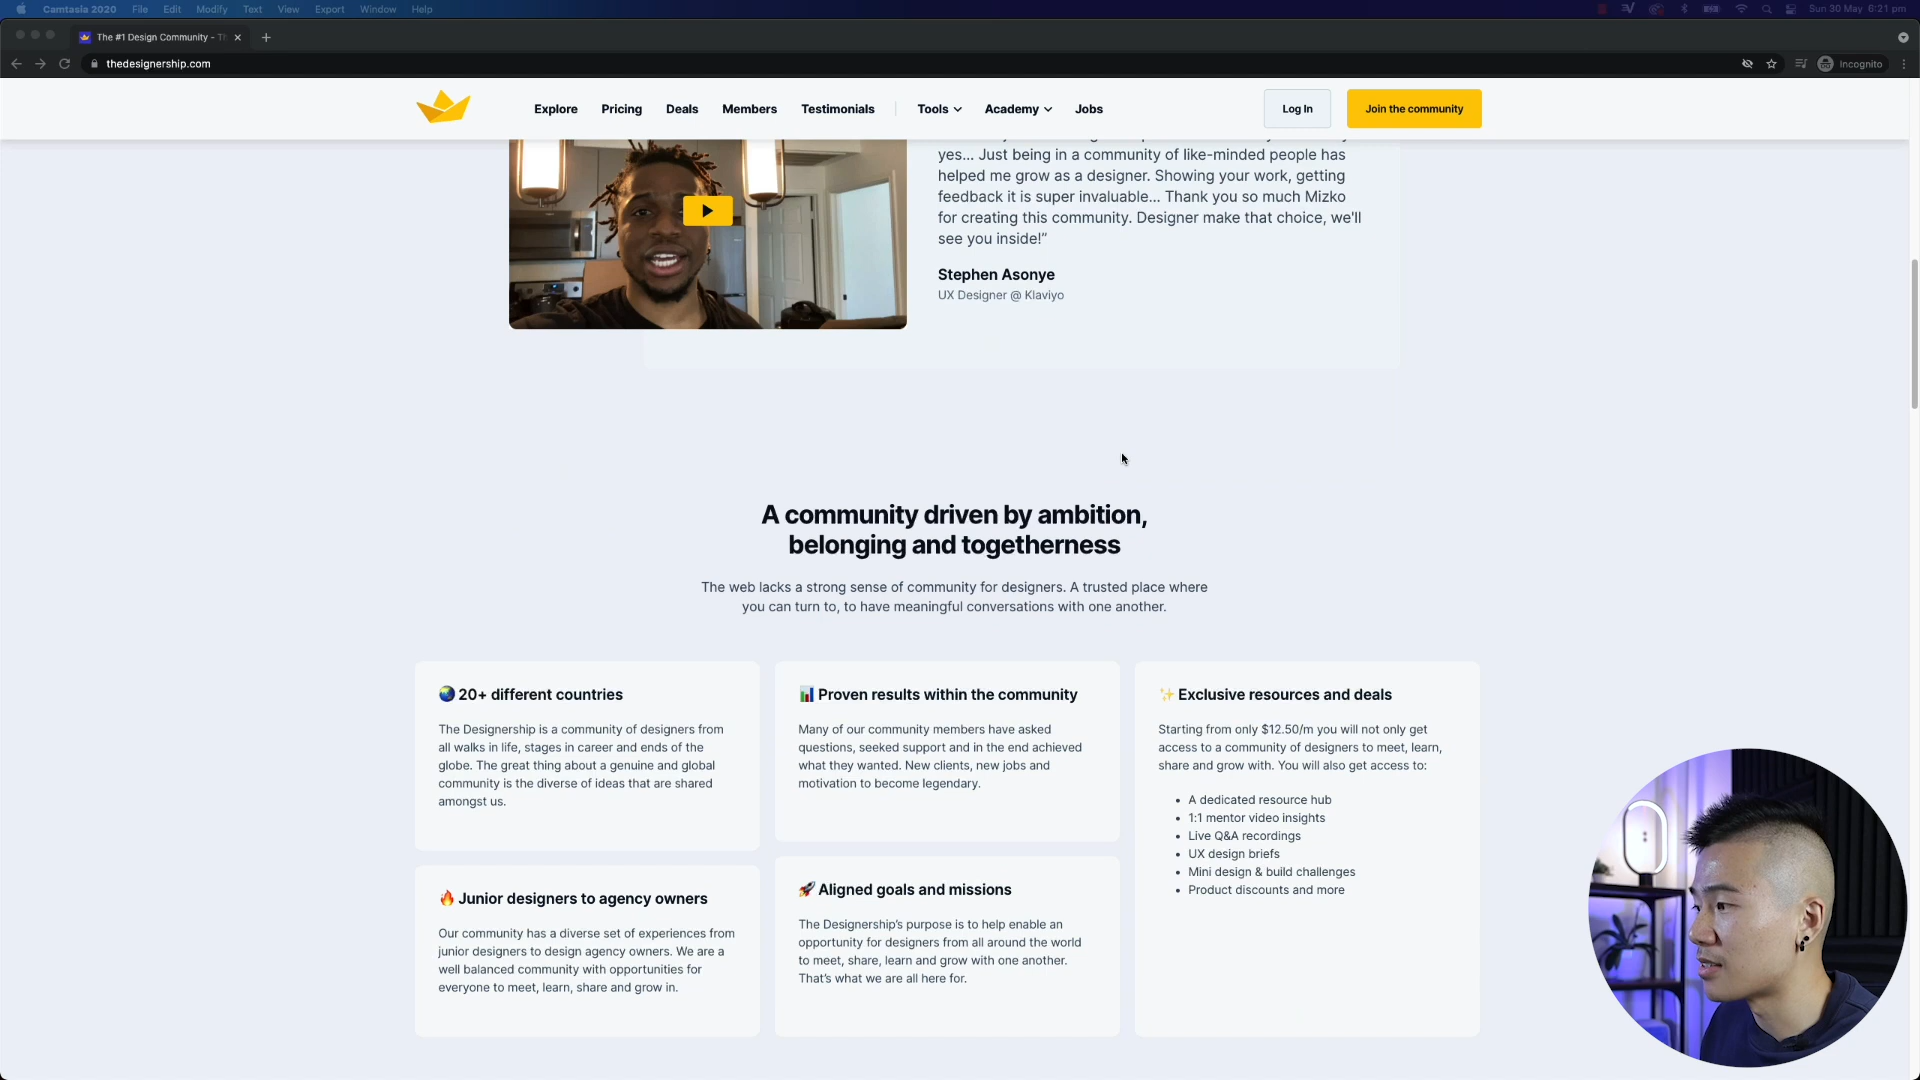 Camtasia 2020 File Edit Modify Text View Export Window Help Sun 30 May 6:21 pm
The #1 Design Community -
thedesignership.com Incognito
Explore Pricing Deals Members Testimonials Tools Academy Jobs Log In Join the community
yes... Just being in a community of like-minded people has
helped me grow as a designer. Showing your work, getting
feedback it is super invaluable... Thank you so much Mizko
for creating this community. Designer make that choice, we'll
see you inside!”
Stephen Asonye
UX Designer @ Klaviyo
A community driven by ambition,
belonging and togetherness
The web lacks a strong sense of community for designers. A trusted place where
you can turn to, to have meaningful conversations with one another.
20+ different countries
The Designership is a community of designers from
all walks in life, stages in career and ends of the
globe. The great thing about a genuine and global
community is the diverse of ideas that are shared
amongst us.
Junior designers to agency owners
Our community has a diverse set of experiences from
junior designers to design agency owners. We are a
well balanced community with opportunities for
everyone to meet, learn, share and grow in.
Proven results within the community
Many of our community members have asked
questions, seeked support and in the end achieved
what they wanted. New clients, new jobs and
motivation to become legendary.
Aligned goals and missions
The Designership’s purpose is to help enable an
opportunity for designers from all around the world
to meet, share, learn and grow with one another.
That’s what we are all here for.
Exclusive resources and deals
Starting from only $12.50/m you will not only get
access to a community of designers to meet, learn,
share and grow with. You will also get access to:
• A dedicated resource hub
• 1:1 mentor video insights
• Live Q&A recordings
• UX design briefs
• Mini design & build challenges
• Product discounts and more